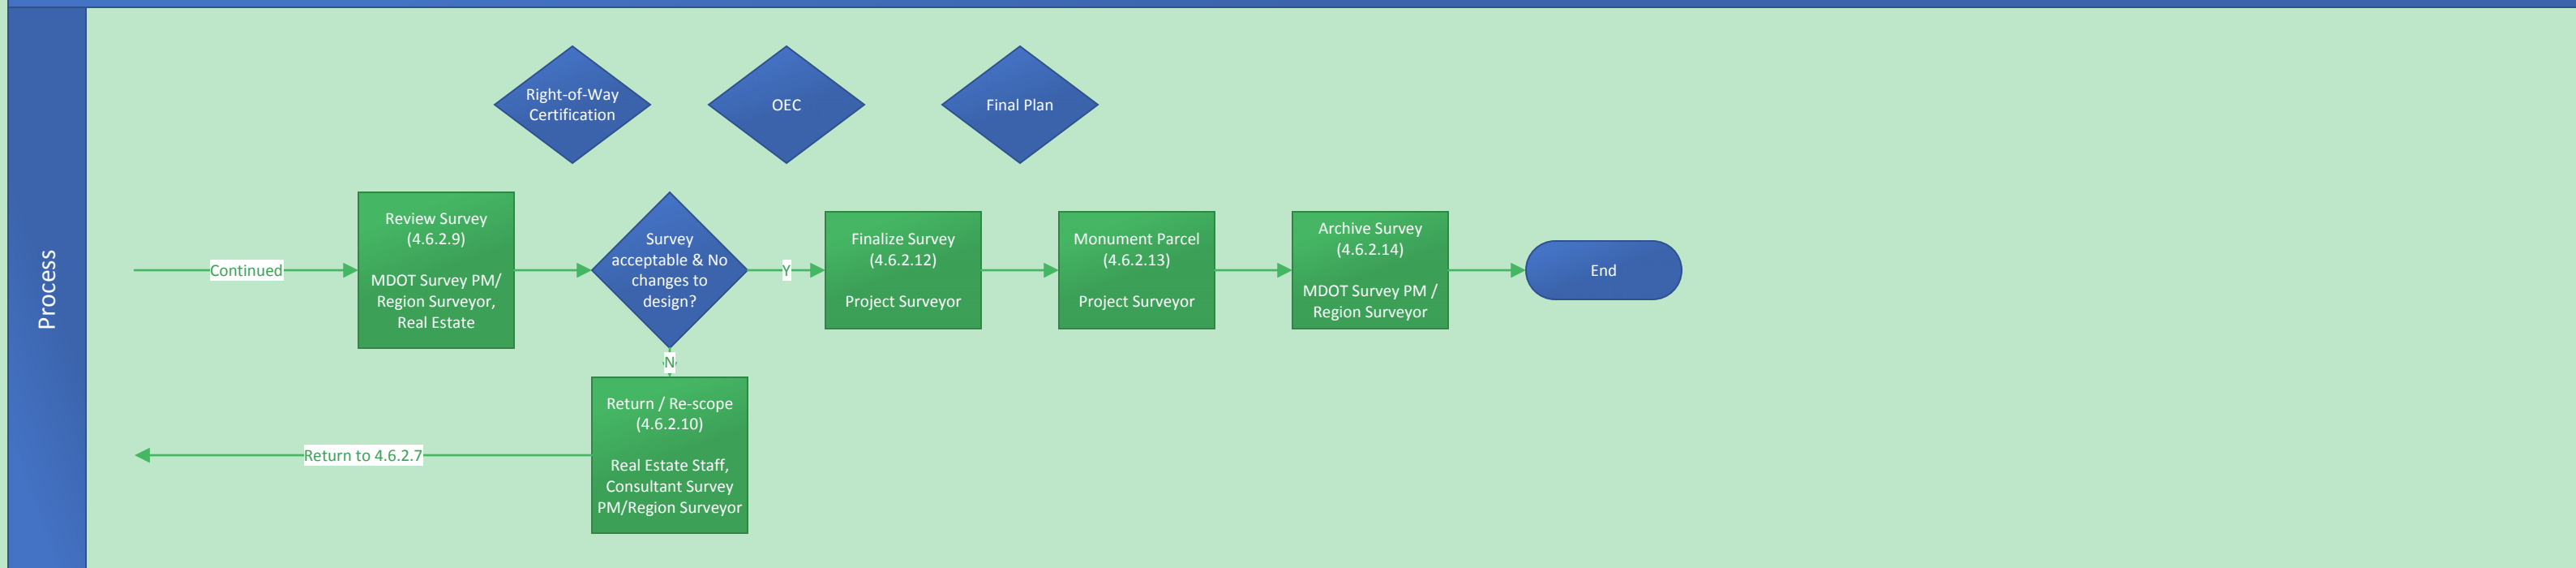 Process
Right-of-Way
Certification
OEC
Final Plan
Continued
Review Survey
(4.6.2.9)
MDOT Survey PM/
Region Surveyor,
Real Estate
Survey
acceptable & No
changes to
design?
Y
Finalize Survey
(4.6.2.12)
Project Surveyor
Monument Parcel
(4.6.2.13)
Project Surveyor
Archive Survey
(4.6.2.14)
MDOT Survey PM /
Region Surveyor
End
N
Return / Re-scope
(4.6.2.10)
Real Estate Staff,
Consultant Survey
PM/Region Surveyor
Return to 4.6.2.7